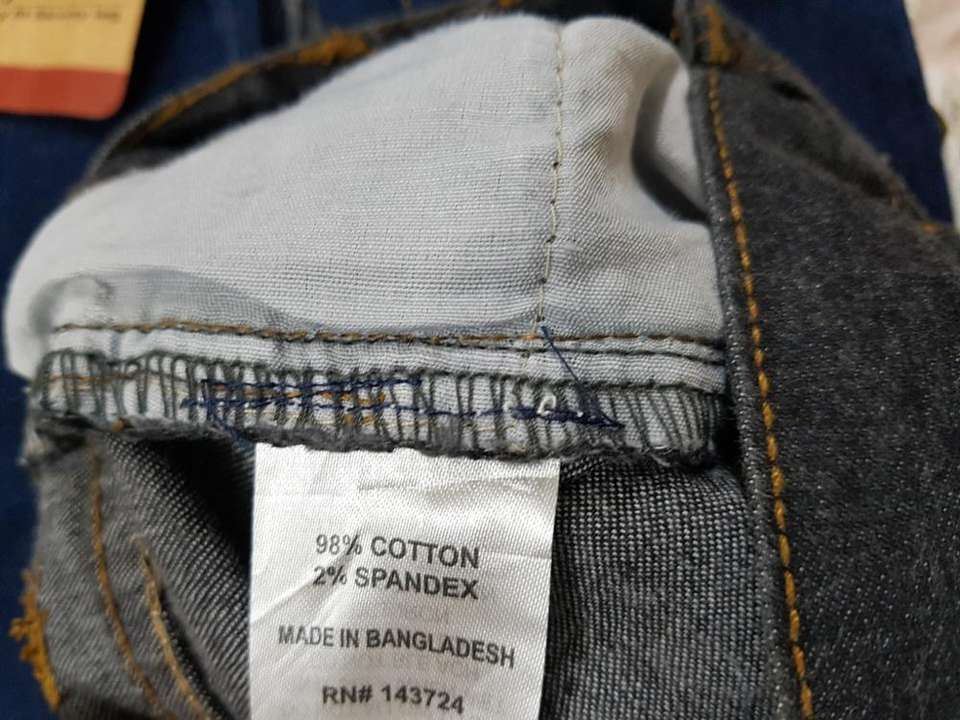 98% COTTON
2% SPANDEX
MADE IN BANGLADESH
RN# 143724